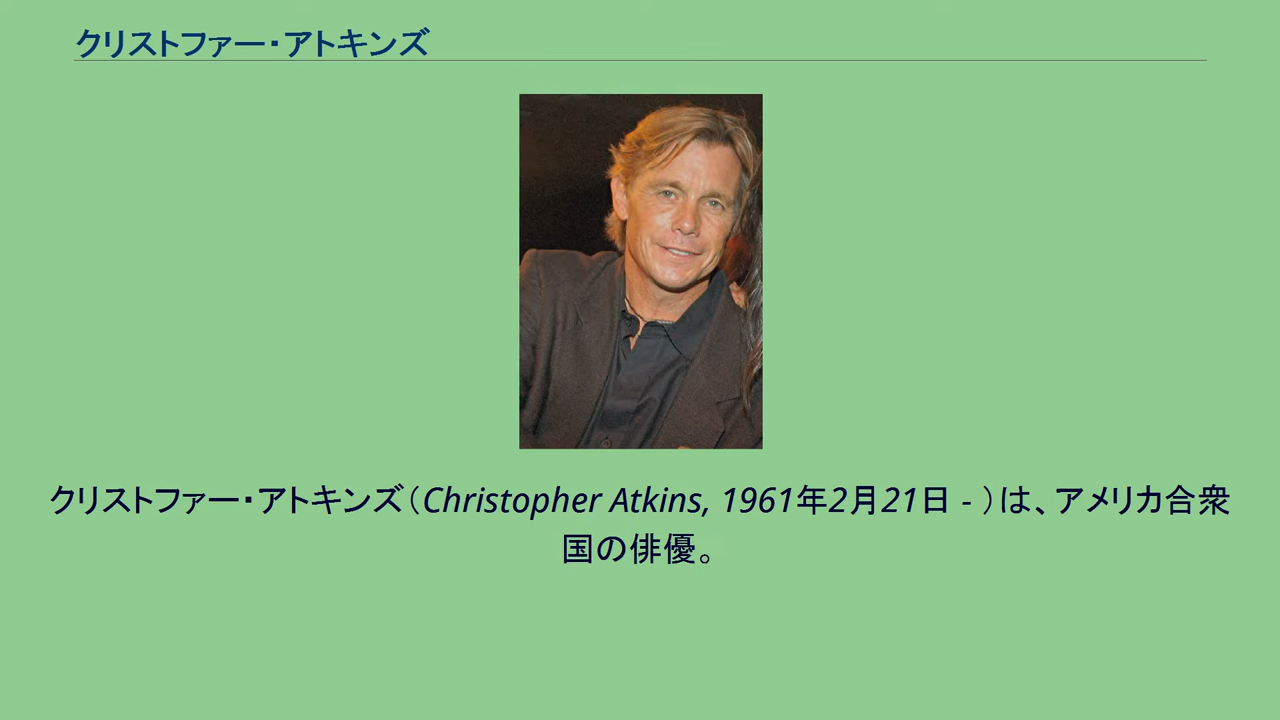 クリストファー・アトキンズ
クリストファー・アトキンズ（Christopher Atkins, 1961年2月21日 - ）は、アメリカ合衆
国の俳優。